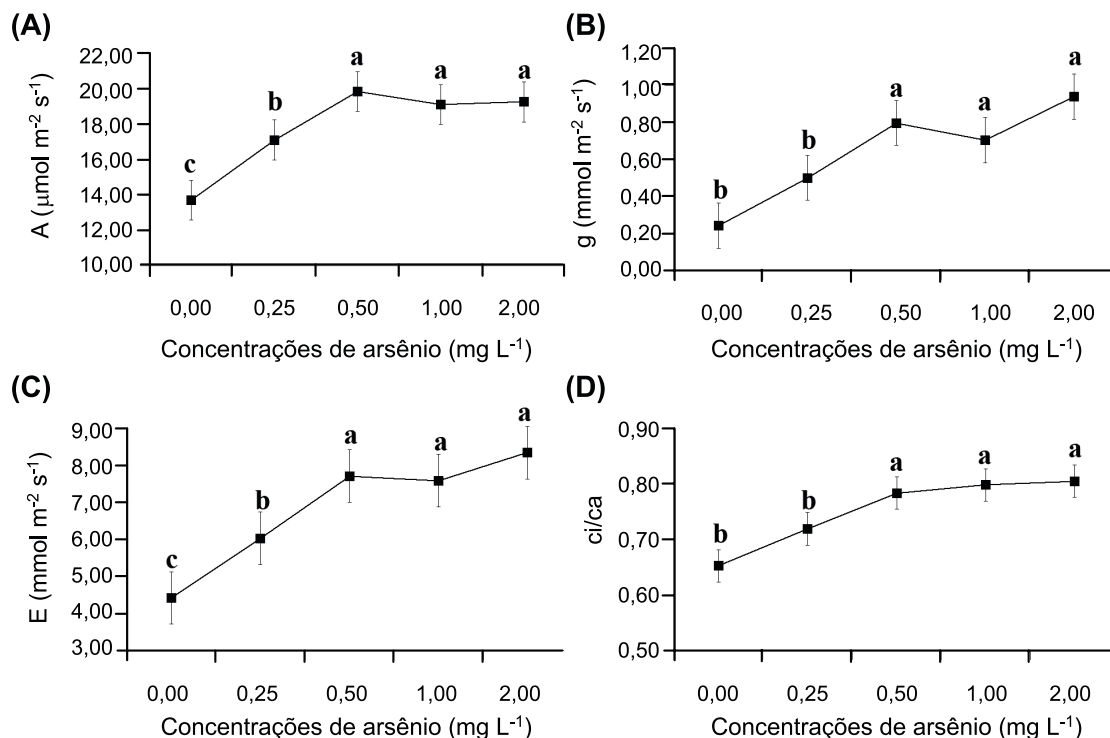 (A)
A (µmol m-2 s-1)
22,00
20,00
18,00
16,00
14,00
12,00
10,00
c
b
a
a
a
0,00 0,25 0,50 1,00 2,00
Concentrações de arsênio (mg L-1)
(B)
g (mmol m-2 s-1)
1,20
1,00
0,80
0,60
0,40
0,20
0,00
b
b
a
a
a
0,00 0,25 0,50 1,00 2,00
Concentrações de arsênio (mg L-1)
(C)
E (mmol m-2 s-1)
9,00
8,00
7,00
6,00
5,00
4,00
3,00
c
b
a
a
a
0,00 0,25 0,50 1,00 2,00
Concentrações de arsênio (mg L-1)
(D)
ci/ca
0,90
0,80
0,70
0,60
0,50
b
b
a
a
a
0,00 0,25 0,50 1,00 2,00
Concentrações de arsênio (mg L-1)